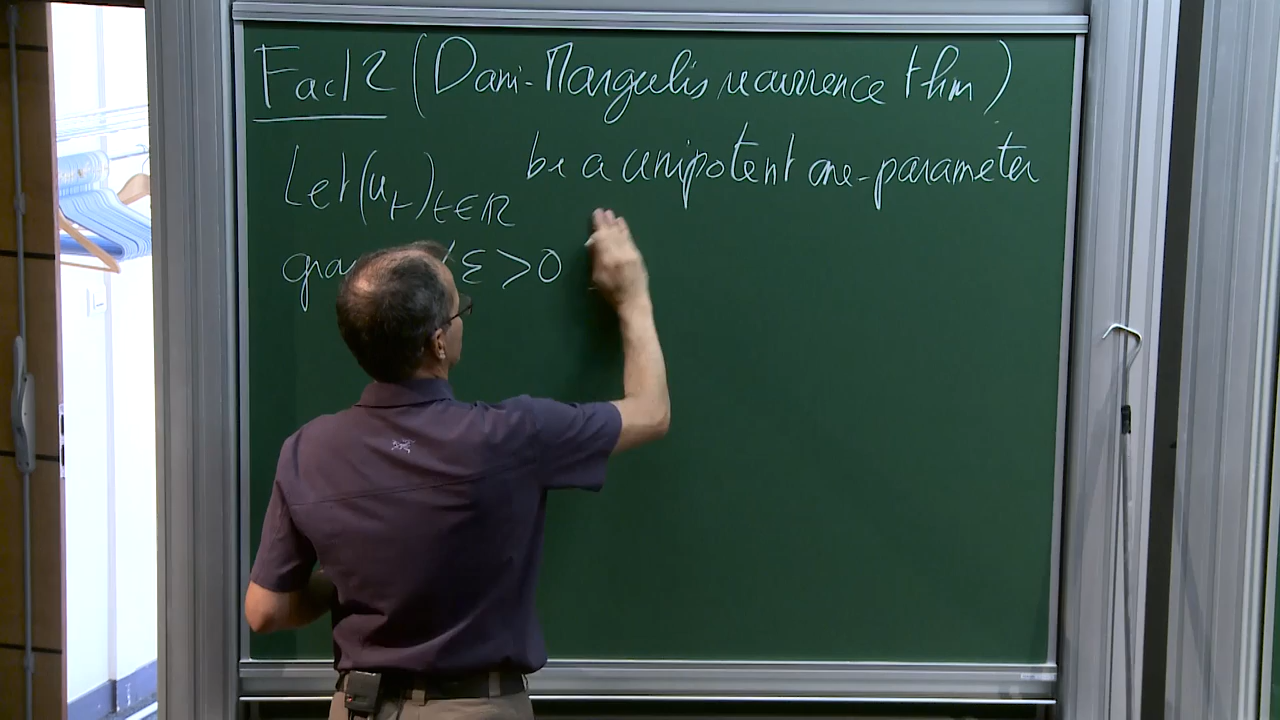 Fact 2 (Dani-Margulis recurrence thm)
Let (u_t)_{t∈ℝ} be a unipotent one-parameter
ε>0